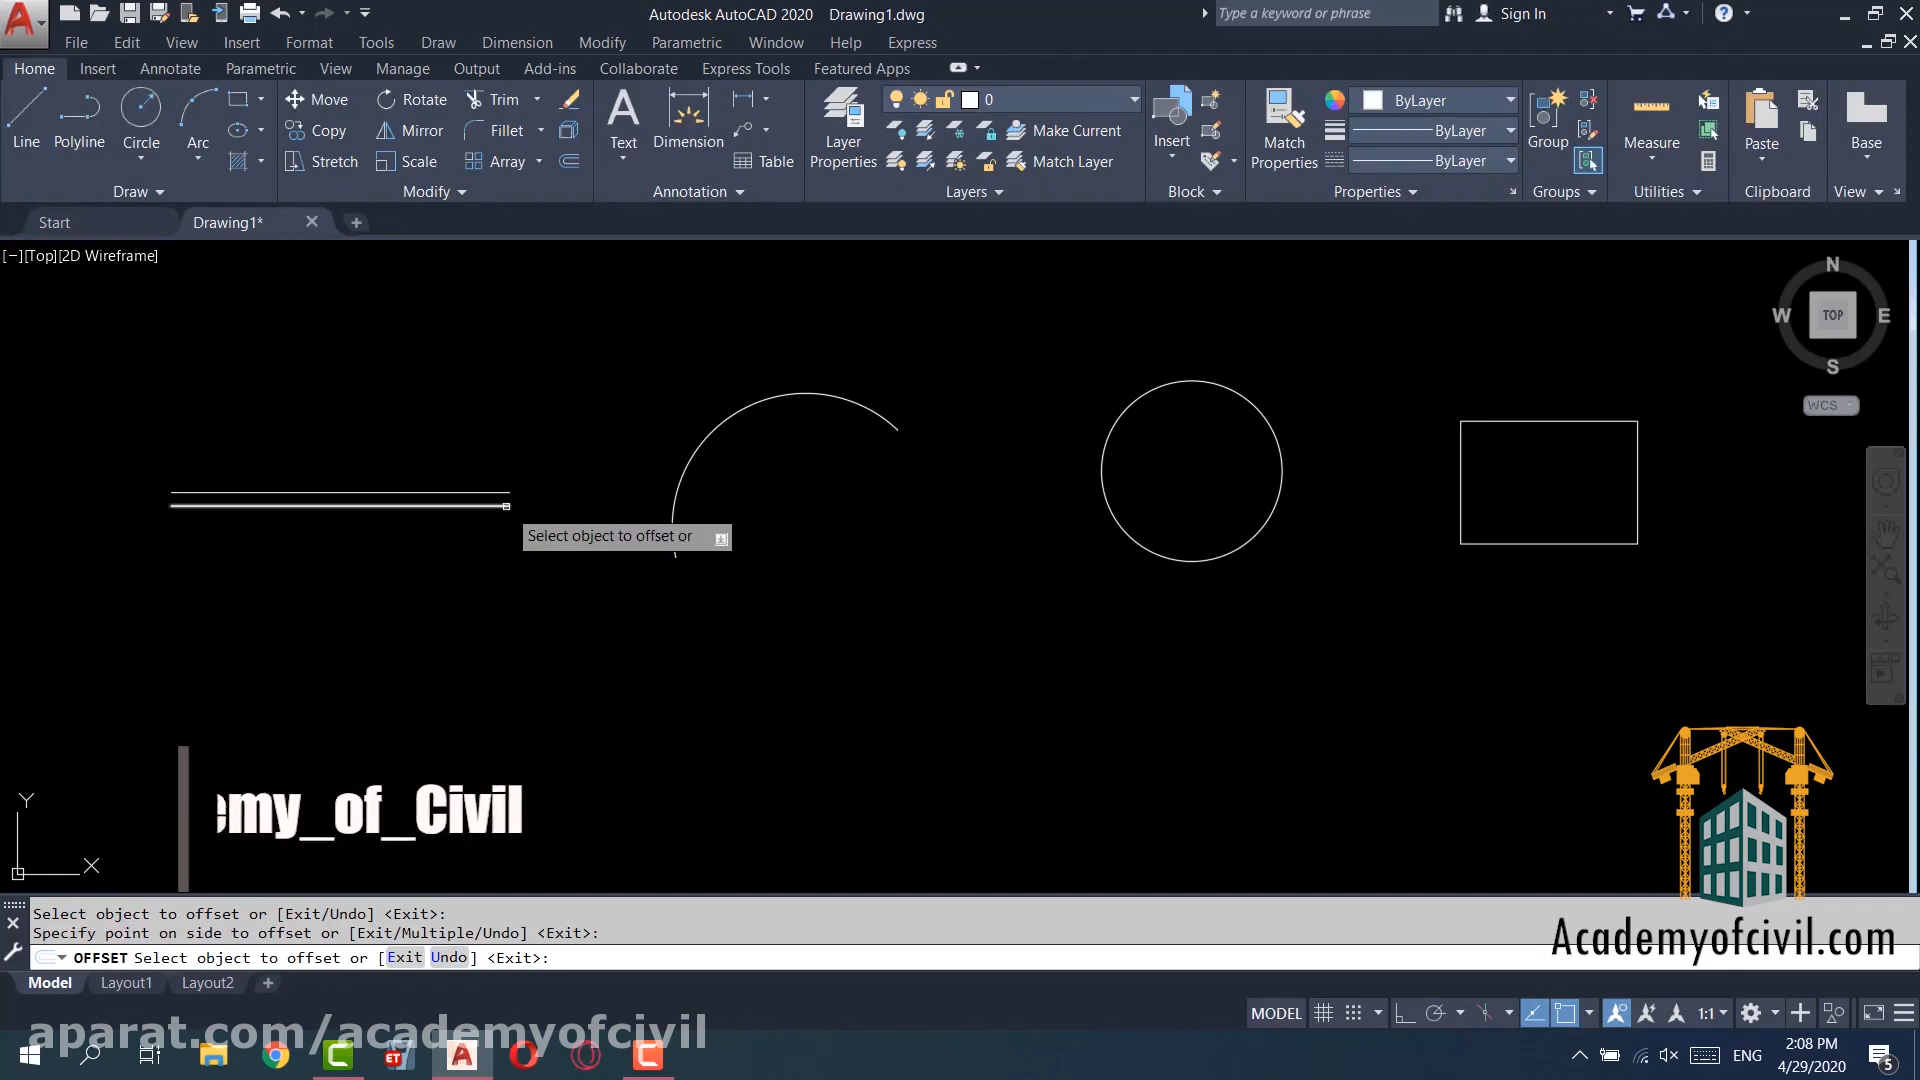 Autodesk AutoCAD 2020 Drawing1.dwg
Type a keyword or phrase
Sign In
File Edit View Insert Format Tools Draw Dimension Modify Parametric Window Help Express
Home Insert Annotate Parametric View Manage Output Add-ins Collaborate Express Tools Featured Apps
Line Polyline Circle Arc
Move Rotate Trim
Copy Mirror Fillet
Stretch Scale Array
Text Dimension Table
Layer Properties
0
Make Current
Match Layer
Insert
Match Properties
ByLayer
ByLayer
ByLayer
Group
Measure
Paste
Base
Draw Modify Annotation Layers Block Properties Groups Utilities Clipboard View
Start Drawing1*
[−][Top][2D Wireframe]
N
W TOP E
S
WCS
Select object to offset or
emy_of_Civil
Y
X
Select object to offset or [Exit/Undo] <Exit>:
Specify point on side to offset or [Exit/Multiple/Undo] <Exit>:
OFFSET Select object to offset or [Exit Undo] <Exit>:
Academyofcivil.com
Model Layout1 Layout2
MODEL 1:1
aparat.com/academyofcivil
ET
ENG
2:08 PM
4/29/2020
5